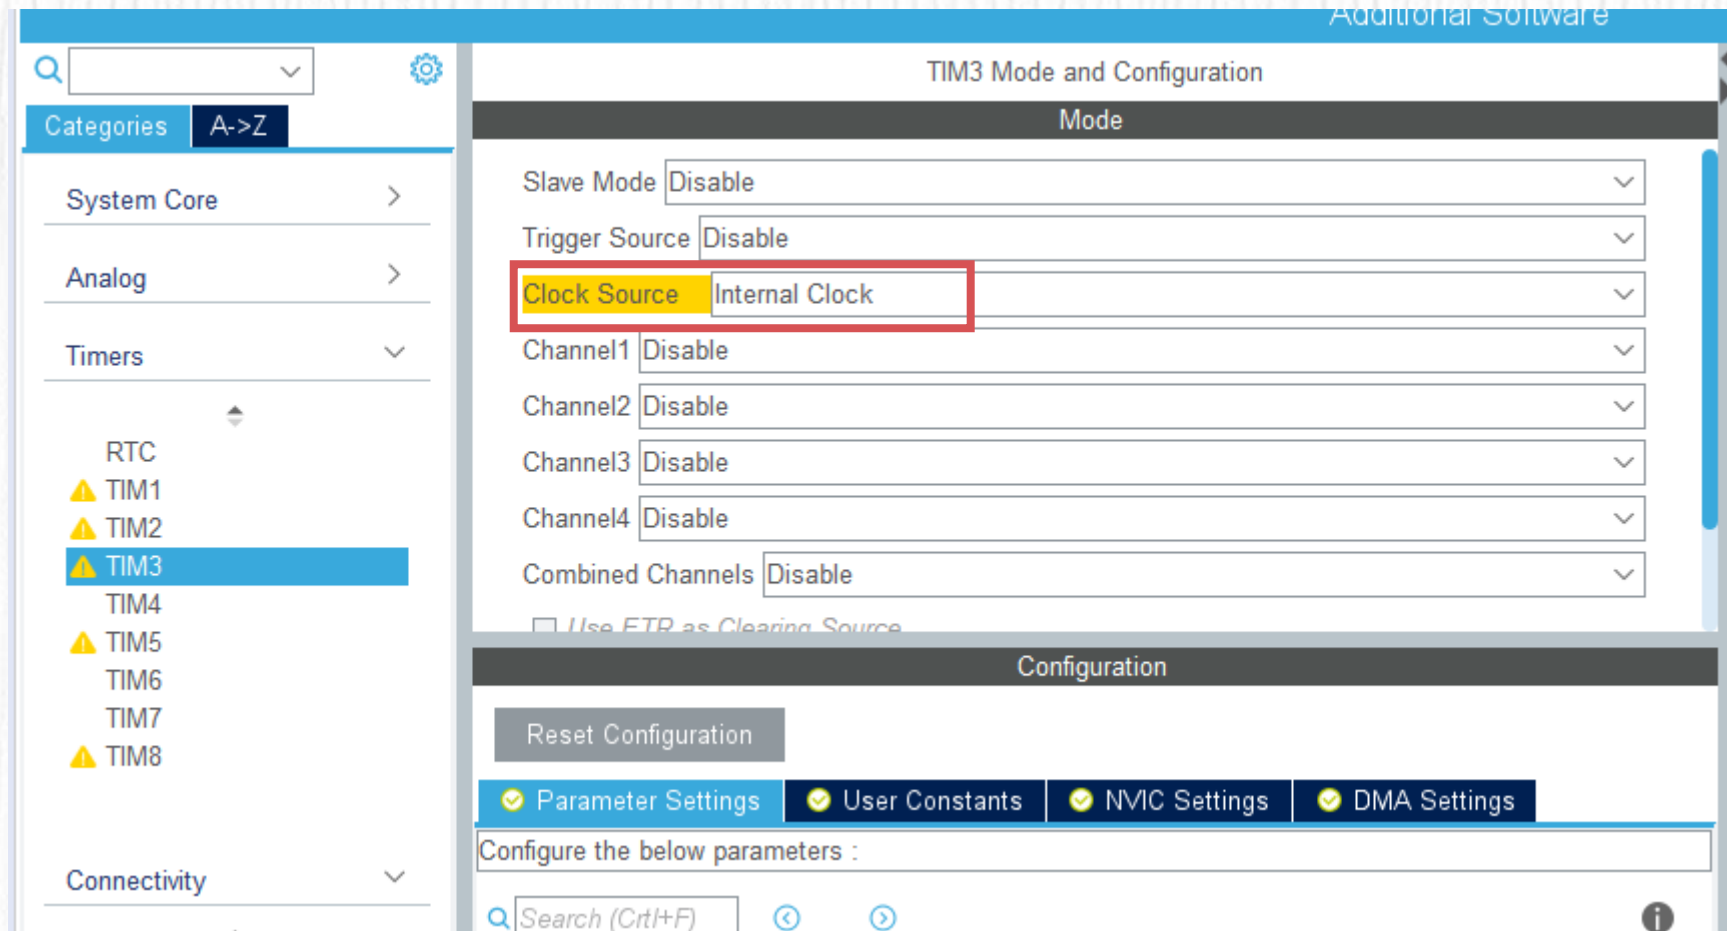 Additional Software
TIM3 Mode and Configuration
Categories A->Z
Mode
System Core
Analog
Timers
RTC
TIM1
TIM2
TIM3
TIM4
TIM5
TIM6
TIM7
TIM8
Connectivity
Slave Mode Disable
Trigger Source Disable
Clock Source Internal Clock
Channel1 Disable
Channel2 Disable
Channel3 Disable
Channel4 Disable
Combined Channels Disable
Use ETR as Clearing Source
Configuration
Reset Configuration
Parameter Settings User Constants NVIC Settings DMA Settings
Configure the below parameters :
Search (Crtl+F)